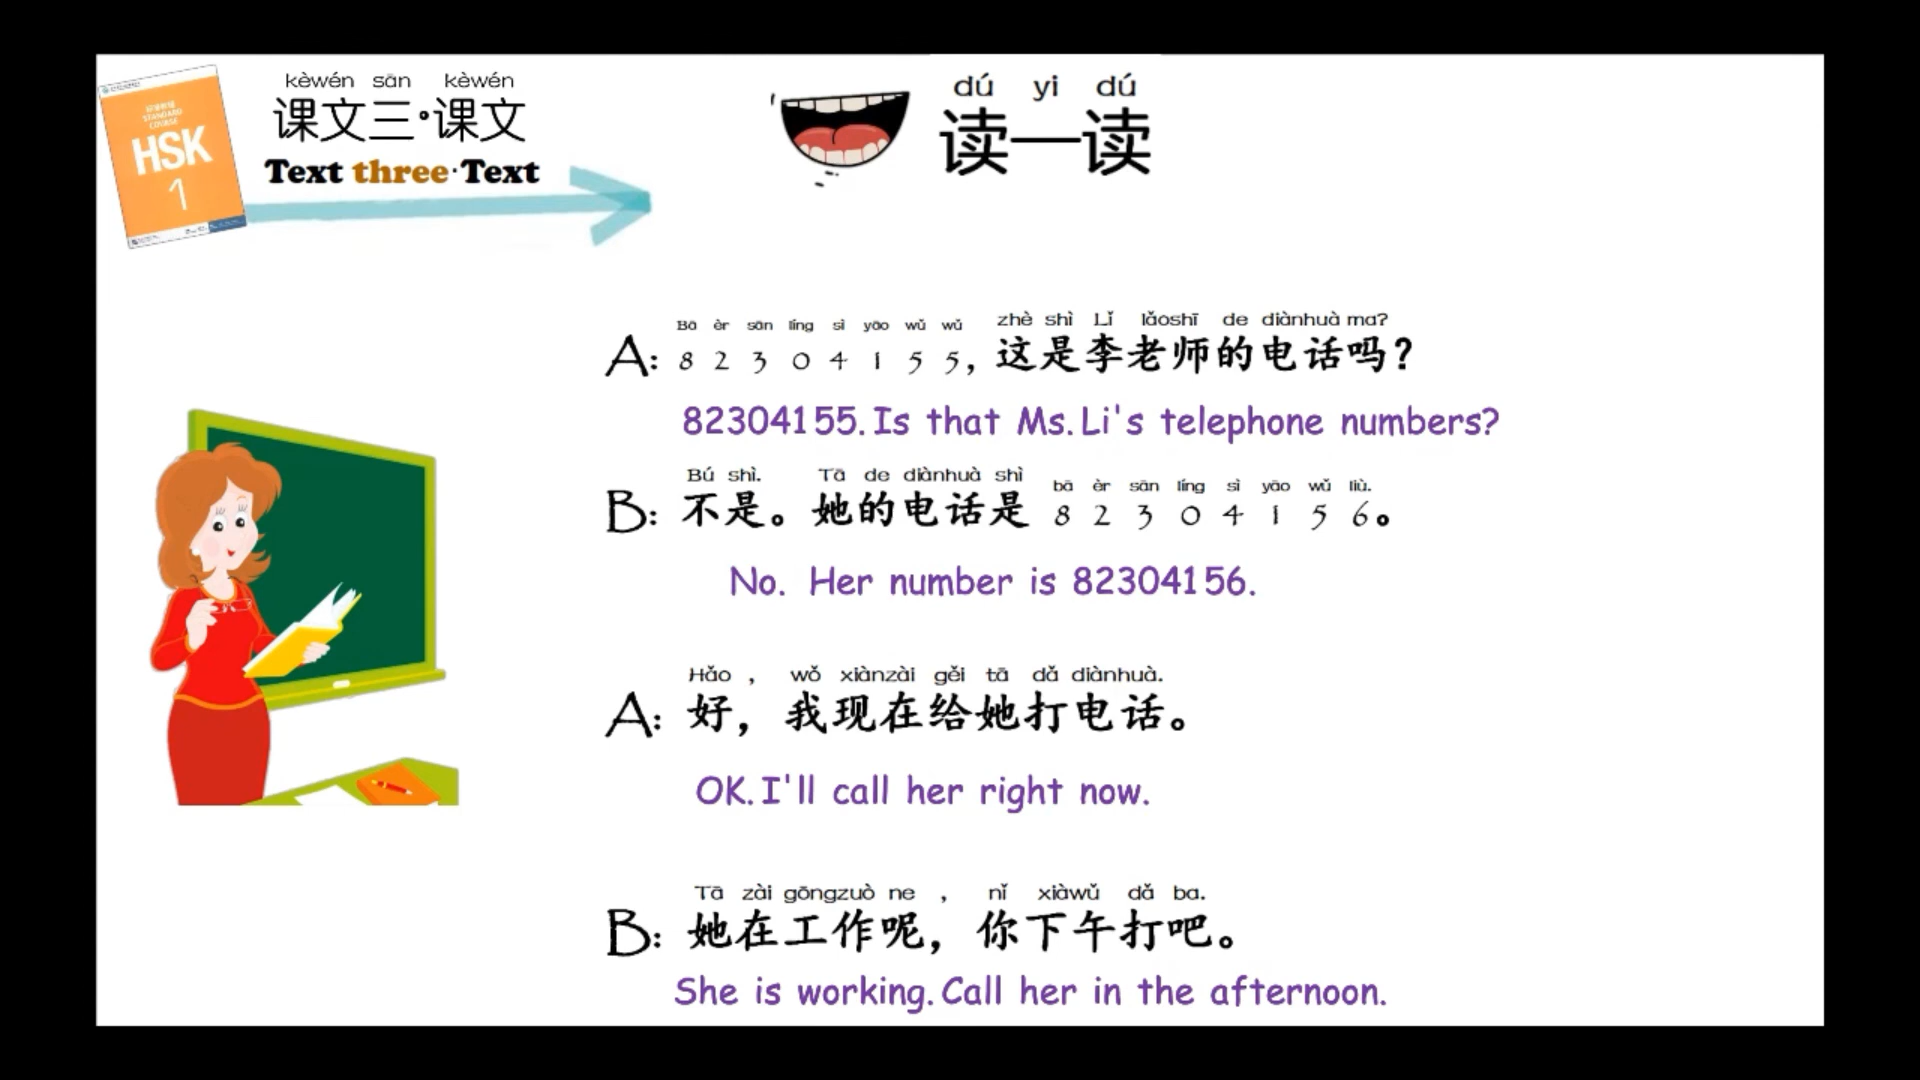 kèwén sān kèwén
课文三·课文
Text three·Text
STANDARD
COURSE
HSK
1
dú yi dú
读一读
Bā èr sān líng sì yāo wǔ wǔ zhè shì Lǐ lǎoshī de diànhuà ma?
A: 8 2 3 0 4 1 5 5, 这是李老师的电话吗?
82304155. Is that Ms. Li's telephone numbers?
Bú shì. Tā de diànhuà shì bā èr sān líng sì yāo wǔ liù.
B: 不是。她的电话是 8 2 3 0 4 1 5 6。
No. Her number is 82304156.
Hǎo , wǒ xiànzài gěi tā dǎ diànhuà.
A: 好，我现在给她打电话。
OK. I'll call her right now.
Tā zài gōngzuò ne , nǐ xiàwǔ dǎ ba.
B: 她在工作呢，你下午打吧。
She is working. Call her in the afternoon.